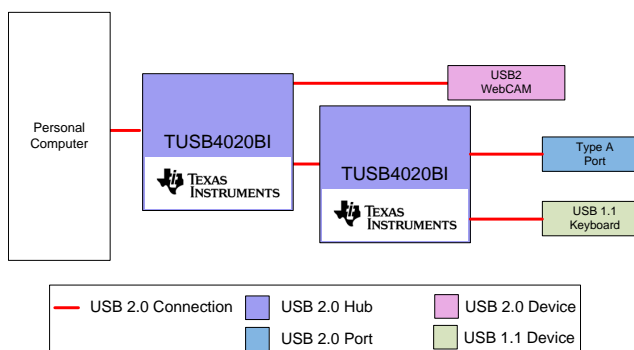 USB2
WebCAM
Personal
Computer
TUSB4020BI
TEXAS
INSTRUMENTS
TUSB4020BI
TEXAS
INSTRUMENTS
Type A
Port
USB 1.1
Keyboard
USB 2.0 Connection
USB 2.0 Hub
USB 2.0 Device
USB 2.0 Port
USB 1.1 Device